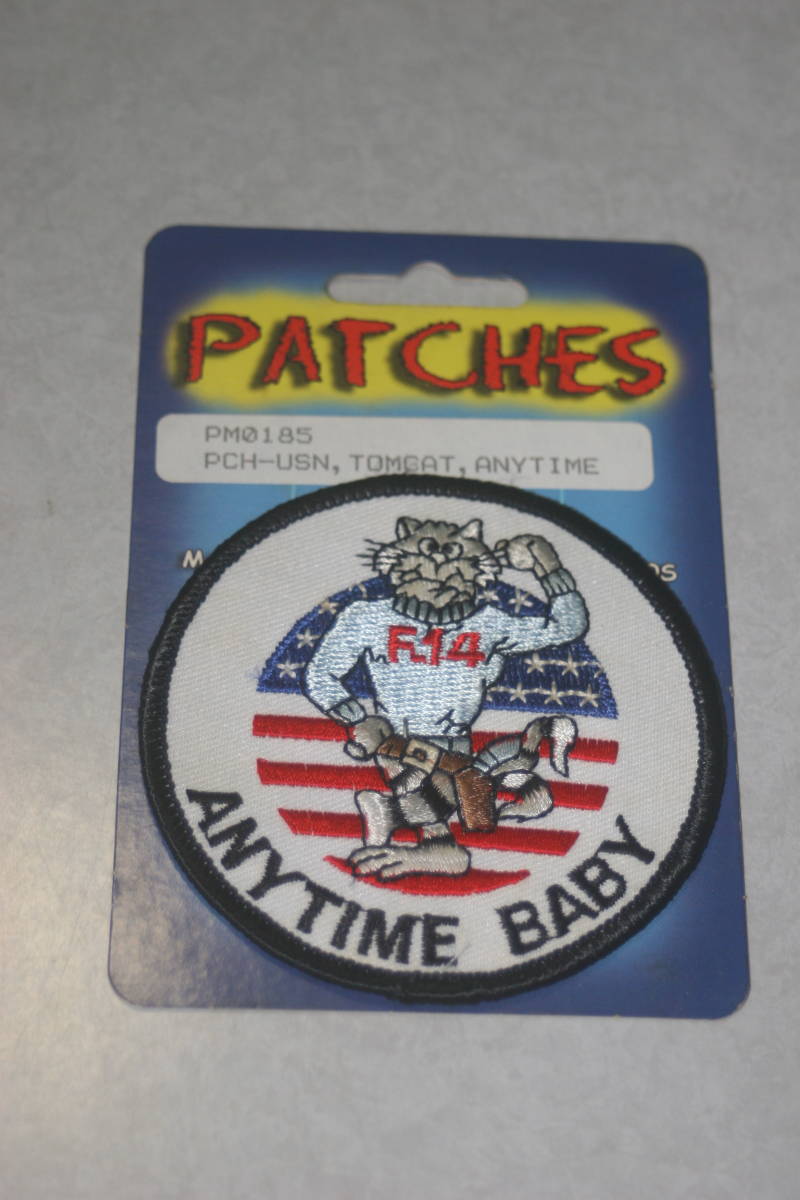 PATCHES
PM0185
PCH-USN,TOMCAT,ANYTIME
F-14
ANYTIME BABY